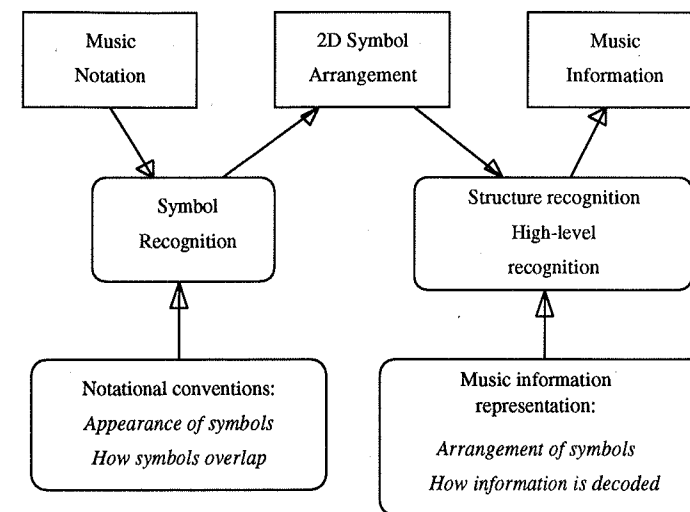 Music
Notation
2D Symbol
Arrangement
Music
Information
Symbol
Recognition
Structure recognition
High-level
recognition
Notational conventions:
Appearance of symbols
How symbols overlap
Music information
representation:
Arrangement of symbols
How information is decoded